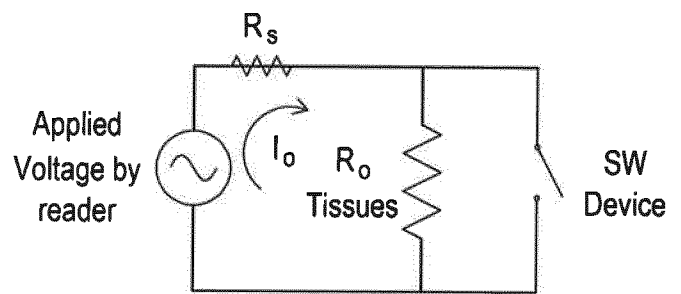 Rs
Applied
Voltage by
reader
Io
Ro
Tissues
SW
Device